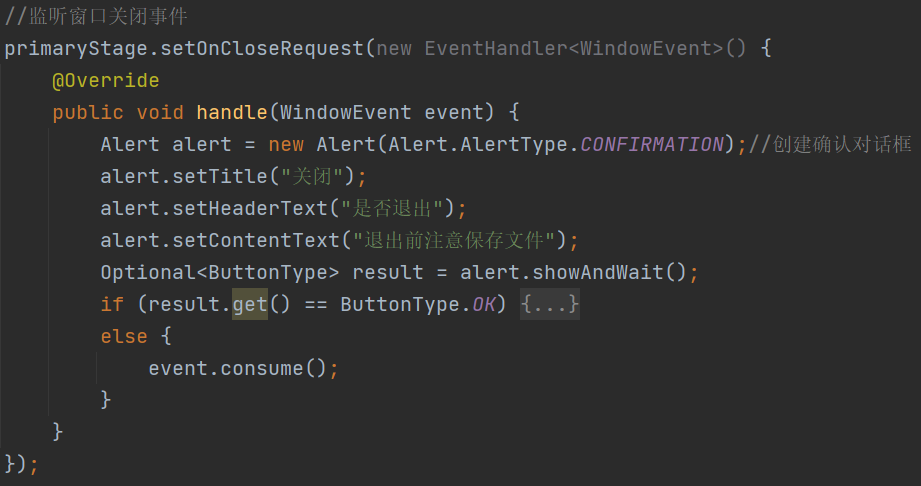 //监听窗口关闭事件
primaryStage.setOnCloseRequest(new EventHandler<WindowEvent>() {
    @Override
    public void handle(WindowEvent event) {
        Alert alert = new Alert(Alert.AlertType.CONFIRMATION);//创建确认对话框
        alert.setTitle("关闭");
        alert.setHeaderText("是否退出");
        alert.setContentText("退出前注意保存文件");
        Optional<ButtonType> result = alert.showAndWait();
        if (result.get() == ButtonType.OK) {...}
        else {
            event.consume();
        }
    }
});